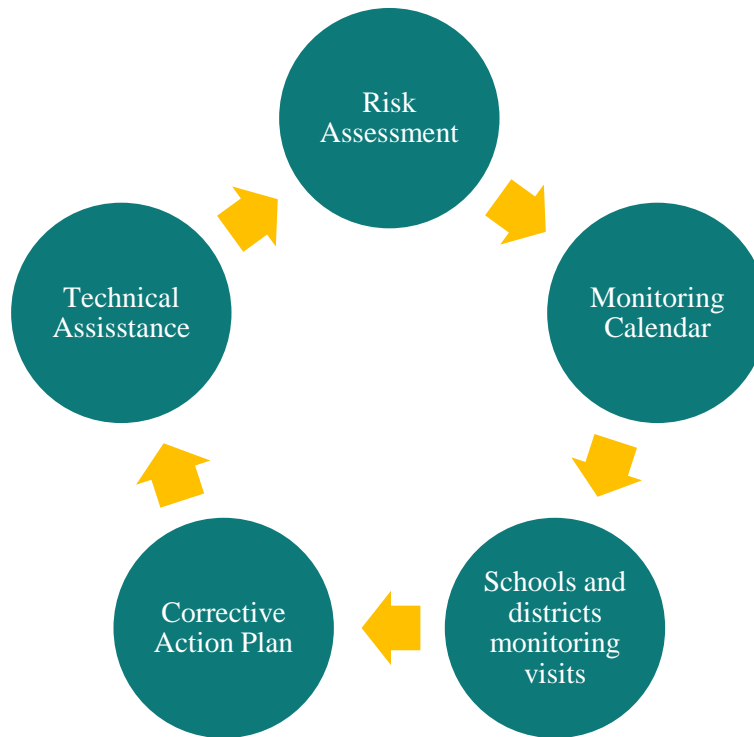 Risk
Assessment
Monitoring
Calendar
Schools and
districts
monitoring
visits
Corrective
Action Plan
Technical
Assisstance